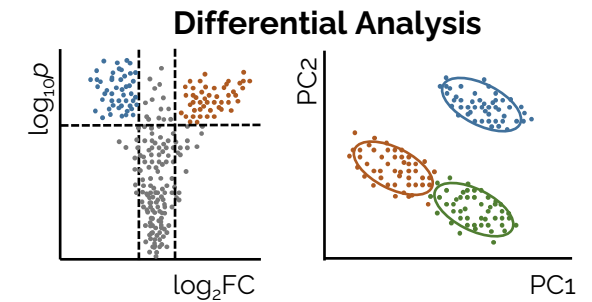 Differential Analysis
log₁₀p
log₂FC
PC2
PC1